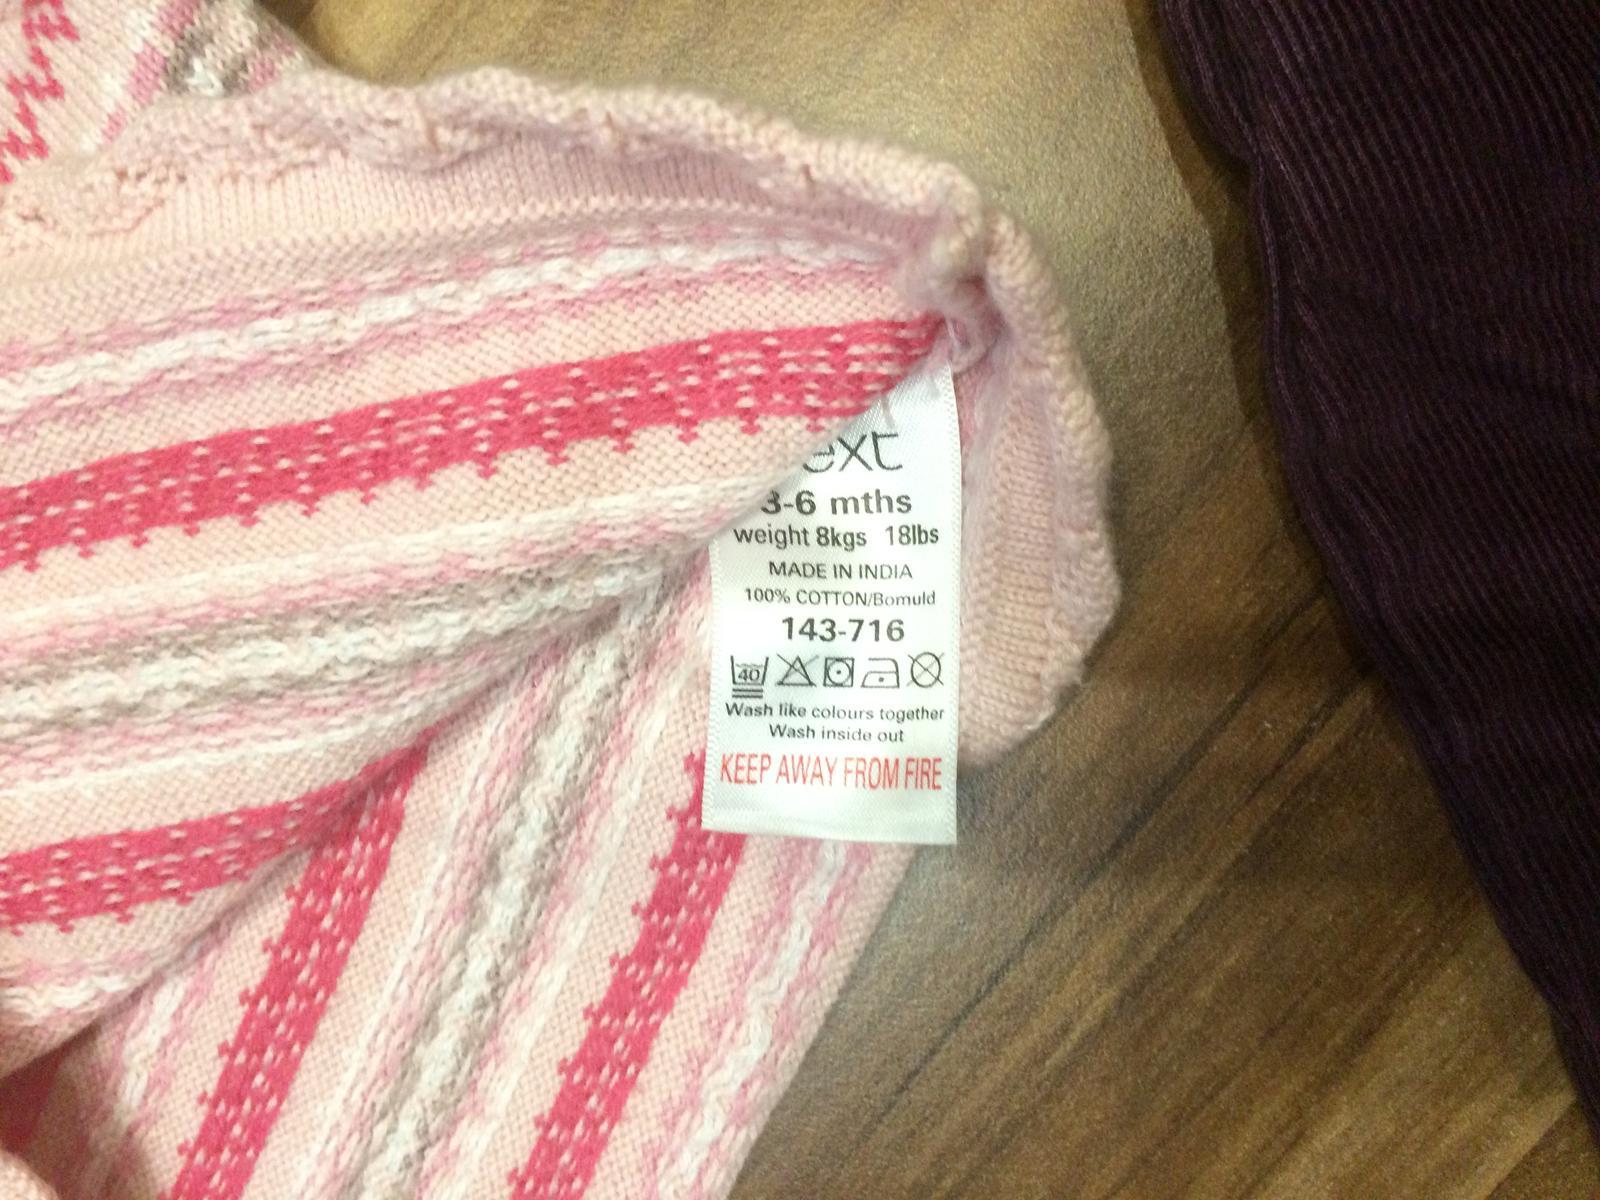 ext
3-6 mths
weight 8kgs 18lbs
MADE IN INDIA
100% COTTON/Bomuld
143-716
40
Wash like colours together
Wash inside out
KEEP AWAY FROM FIRE